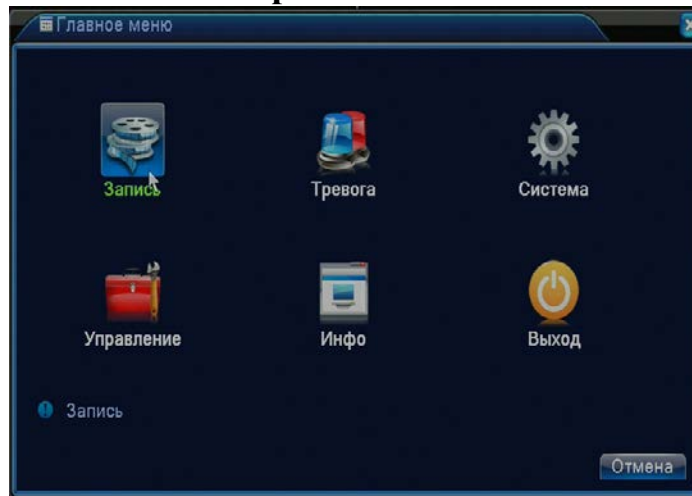 Главное меню
Запись
Тревога
Система
Управление
Инфо
Выход
Запись
Отмена